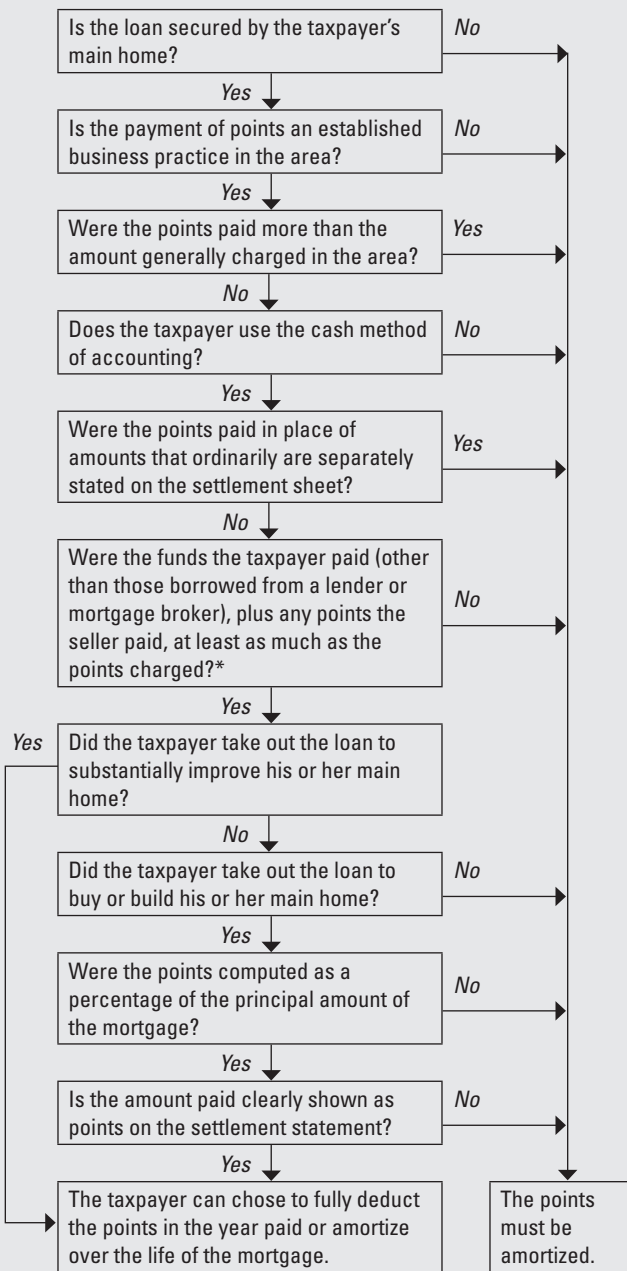 Is the loan secured by the taxpayer's
main home?
No
Yes
Is the payment of points an established
business practice in the area?
No
Yes
Were the points paid more than the
amount generally charged in the area?
Yes
No
Does the taxpayer use the cash method
of accounting?
No
Yes
Were the points paid in place of
amounts that ordinarily are separately
stated on the settlement sheet?
Yes
No
Were the funds the taxpayer paid (other
than those borrowed from a lender or
mortgage broker), plus any points the
seller paid, at least as much as the
points charged?*
No
Yes
Yes
Did the taxpayer take out the loan to
substantially improve his or her main
home?
No
Did the taxpayer take out the loan to
buy or build his or her main home?
No
Yes
Were the points computed as a
percentage of the principal amount of
the mortgage?
No
Yes
Is the amount paid clearly shown as
points on the settlement statement?
No
Yes
The taxpayer can chose to fully deduct
the points in the year paid or amortize
over the life of the mortgage.
The points
must be
amortized.